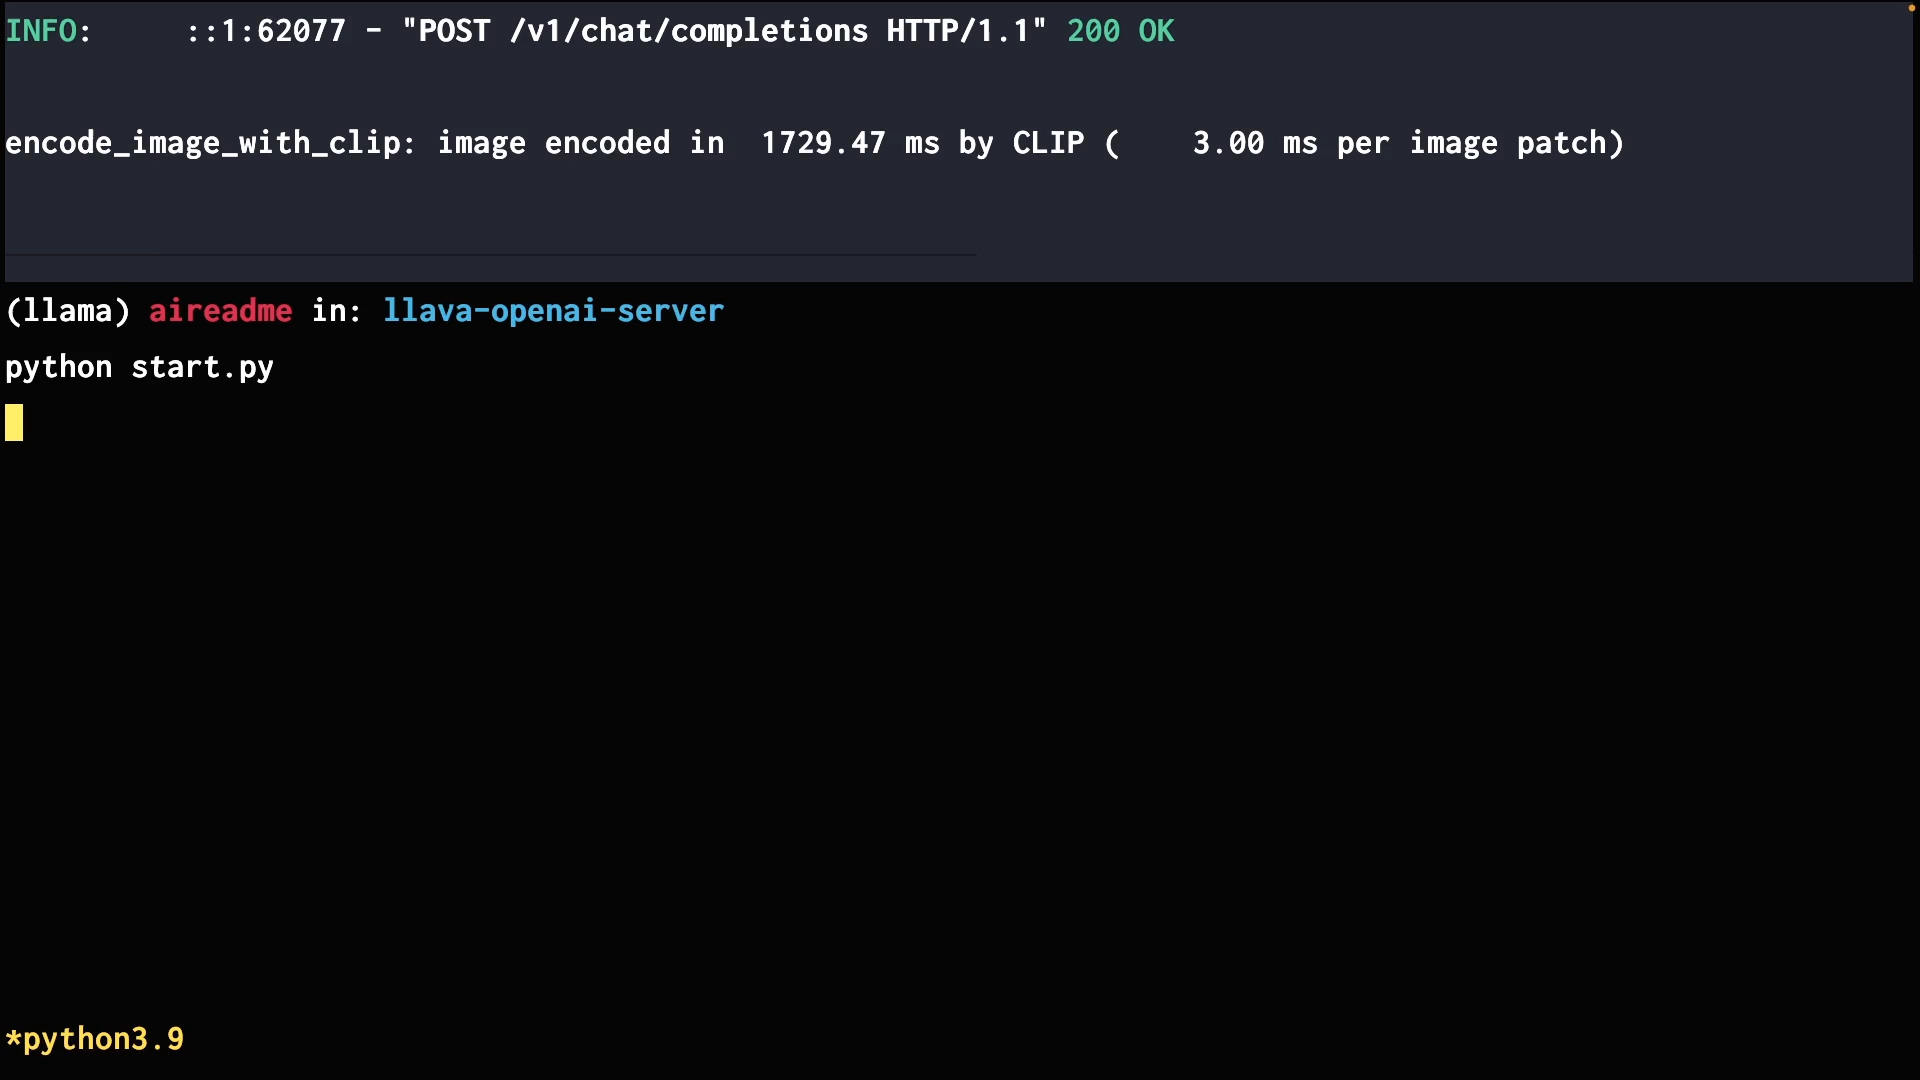 INFO:     ::1:62077 - "POST /v1/chat/completions HTTP/1.1" 200 OK
encode_image_with_clip: image encoded in  1729.47 ms by CLIP (    3.00 ms per image patch)
(llama) aireadme in: llava-openai-server
python start.py
*python3.9